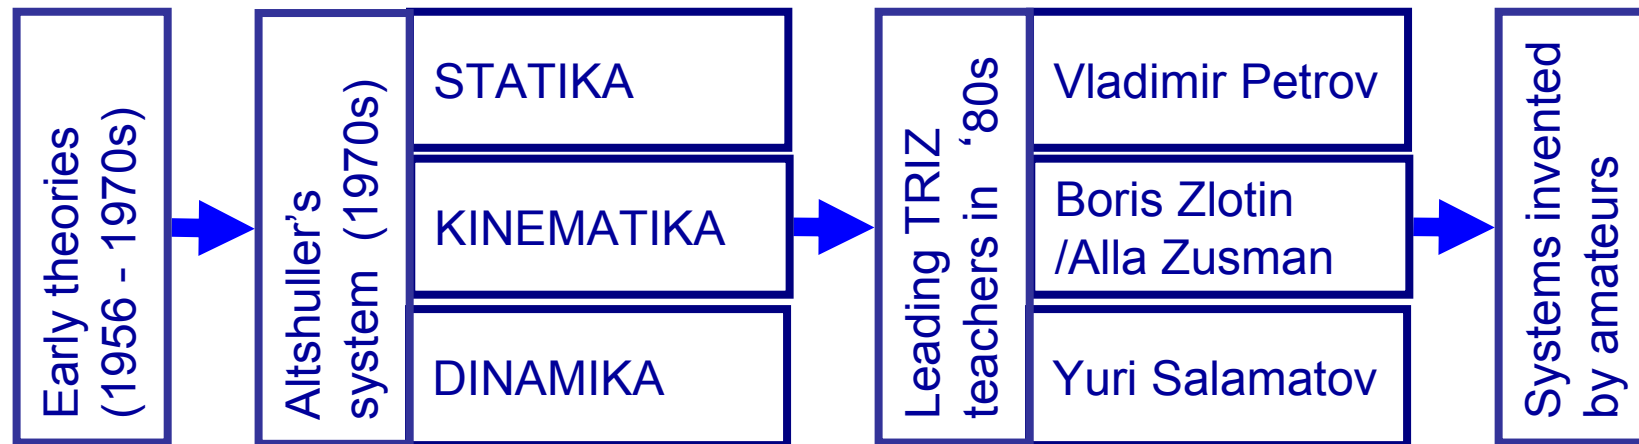 Early theories
(1956 - 1970s)
Altshuller’s
system (1970s)
STATIKA
KINEMATIKA
DINAMIKA
Leading TRIZ
teachers in ‘80s
Vladimir Petrov
Boris Zlotin
/Alla Zusman
Yuri Salamatov
Systems invented
by amateurs